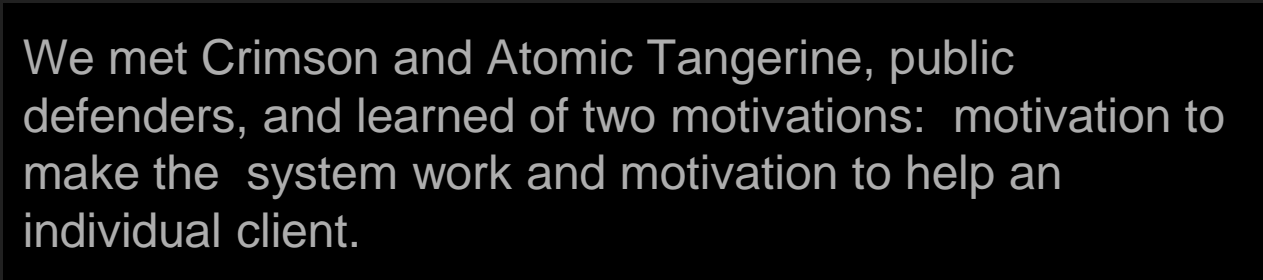 We met Crimson and Atomic Tangerine, public
defenders, and learned of two motivations:  motivation to
make the  system work and motivation to help an
individual client.